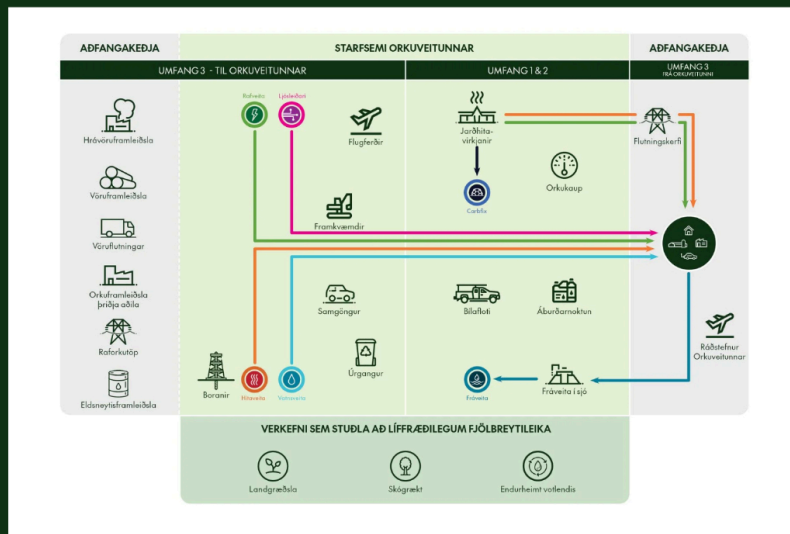 AÐFANGAKEÐJA
STARFSEMI ORKUVEITUNNAR
AÐFANGAKEÐJA
UMFANG 3 - TIL ORKUVEITUNNAR
UMFANG 1 & 2
UMFANG 3
FRÁ ORKUVEITUNNI
Hrávöruframleiðsla
Vöruframleiðsla
Vöruflutningar
Orkuframleiðsla
þriðja aðila
Raforkutöp
Eldsneytisframleiðsla
Rafveita
Ljósleiðari
Flugferðir
Framkvæmdir
Samgöngur
Úrgangur
Boranir
Hitaveita
Vatnsveita
Jarðhita-
virkjanir
Carbfix
Orkukaup
Bílafloti
Áburðarnotkun
Fráveita
Fráveita í sjó
Flutningskerfi
Ráðstefnur
Orkuveitunnar
VERKEFNI SEM STUÐLA AÐ LÍFFRÆÐILEGUM FJÖLBREYTILEIKA
Landgræðsla
Skógrækt
Endurheimt votlendis